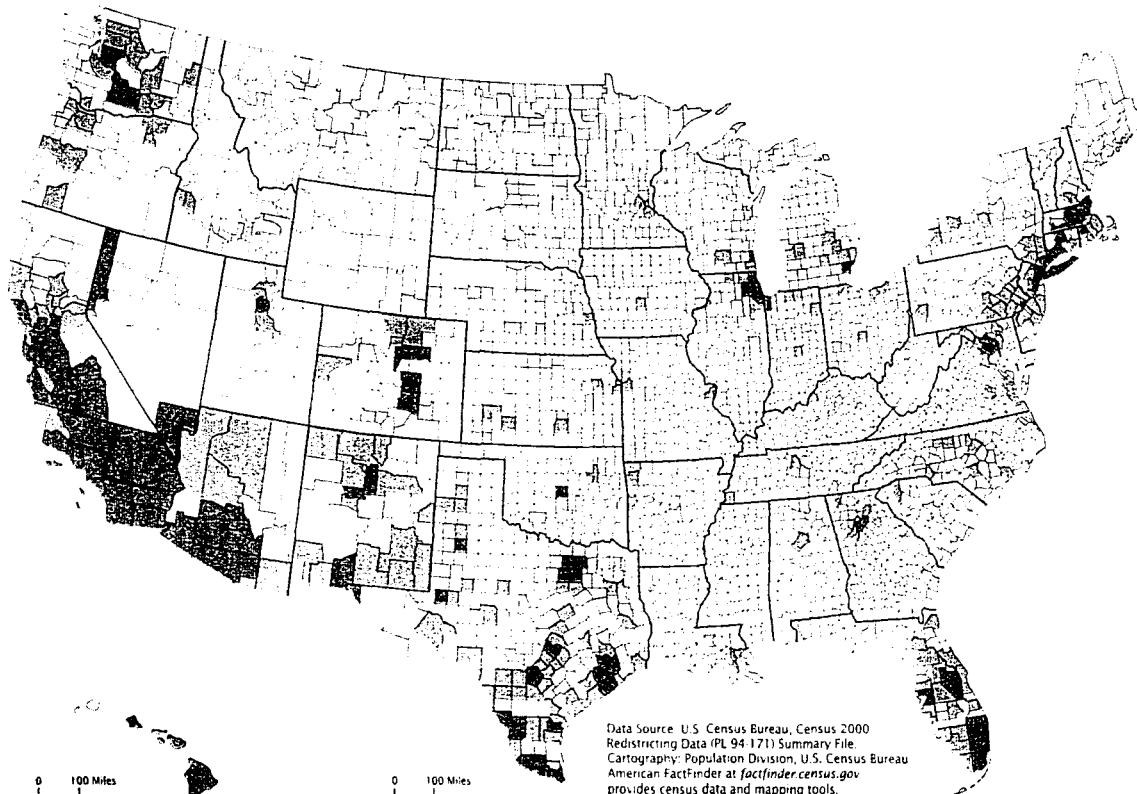 Data Source U.S. Census Bureau, Census 2000
Redistricting Data (PL 94-171) Summary File.
Cartography: Population Division, U.S. Census Bureau
American FactFinder at factfinder.census.gov
provides census data and mapping tools.
0 100 Miles
0 100 Miles